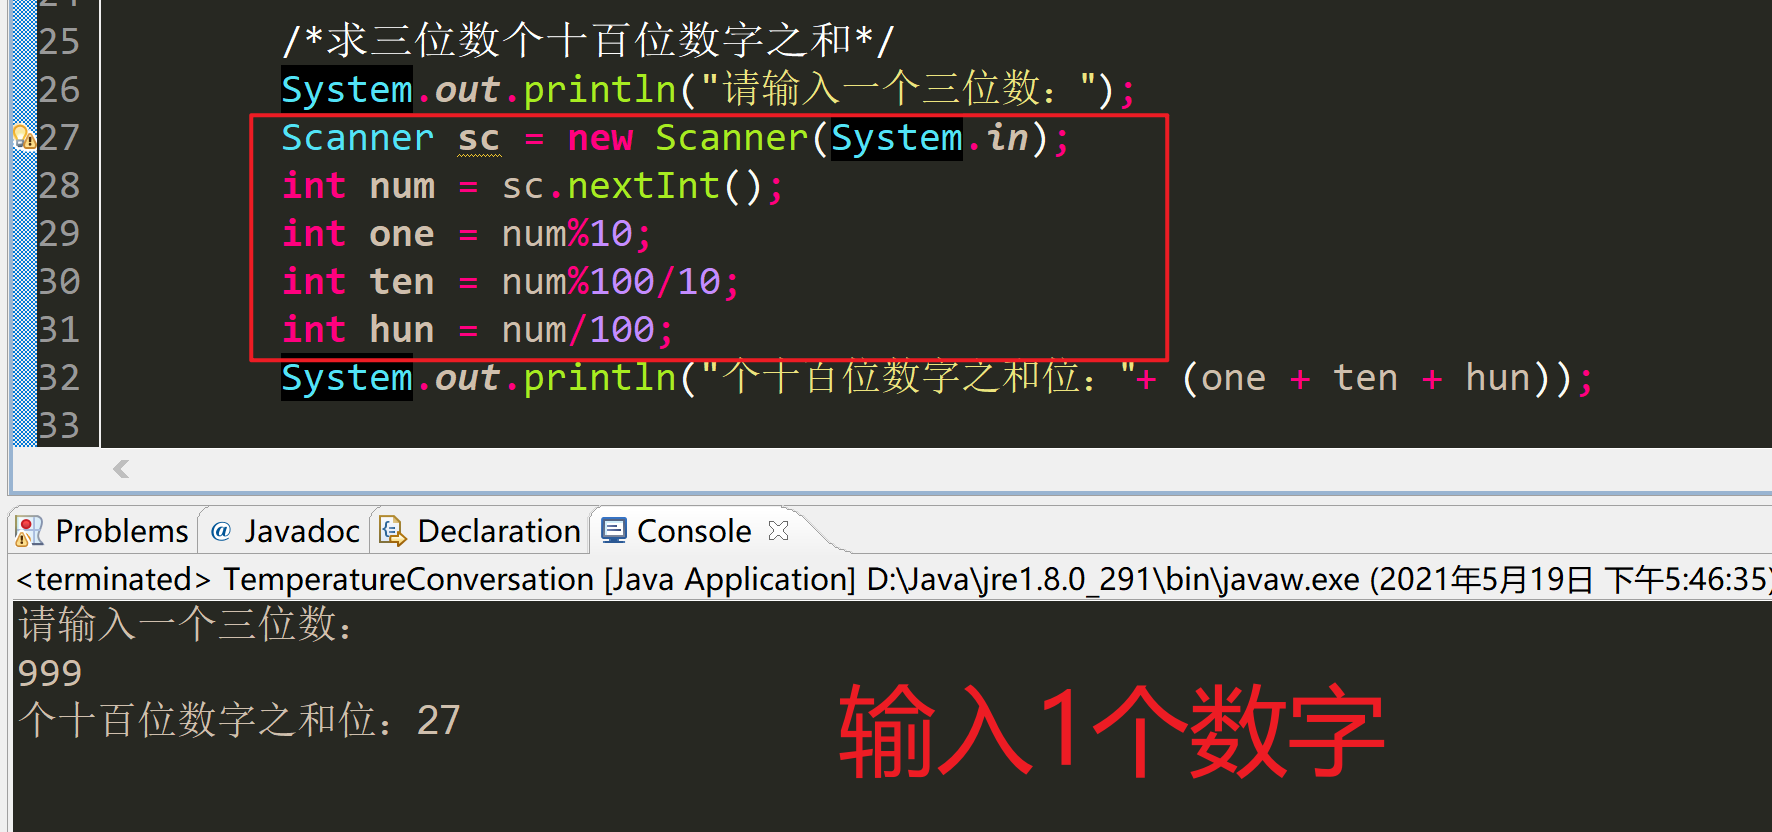 25 /*求三位数个十百位数字之和*/
26 System.out.println("请输入一个三位数：");
27 Scanner sc = new Scanner(System.in);
28 int num = sc.nextInt();
29 int one = num%10;
30 int ten = num%100/10;
31 int hun = num/100;
32 System.out.println("个十百位数字之和位："+ (one + ten + hun));
33
Problems @ Javadoc Declaration Console
<terminated> TemperatureConversation [Java Application] D:\Java\jre1.8.0_291\bin\javaw.exe (2021年5月19日 下午5:46:35)
请输入一个三位数：
999
个十百位数字之和位：27
输入1个数字